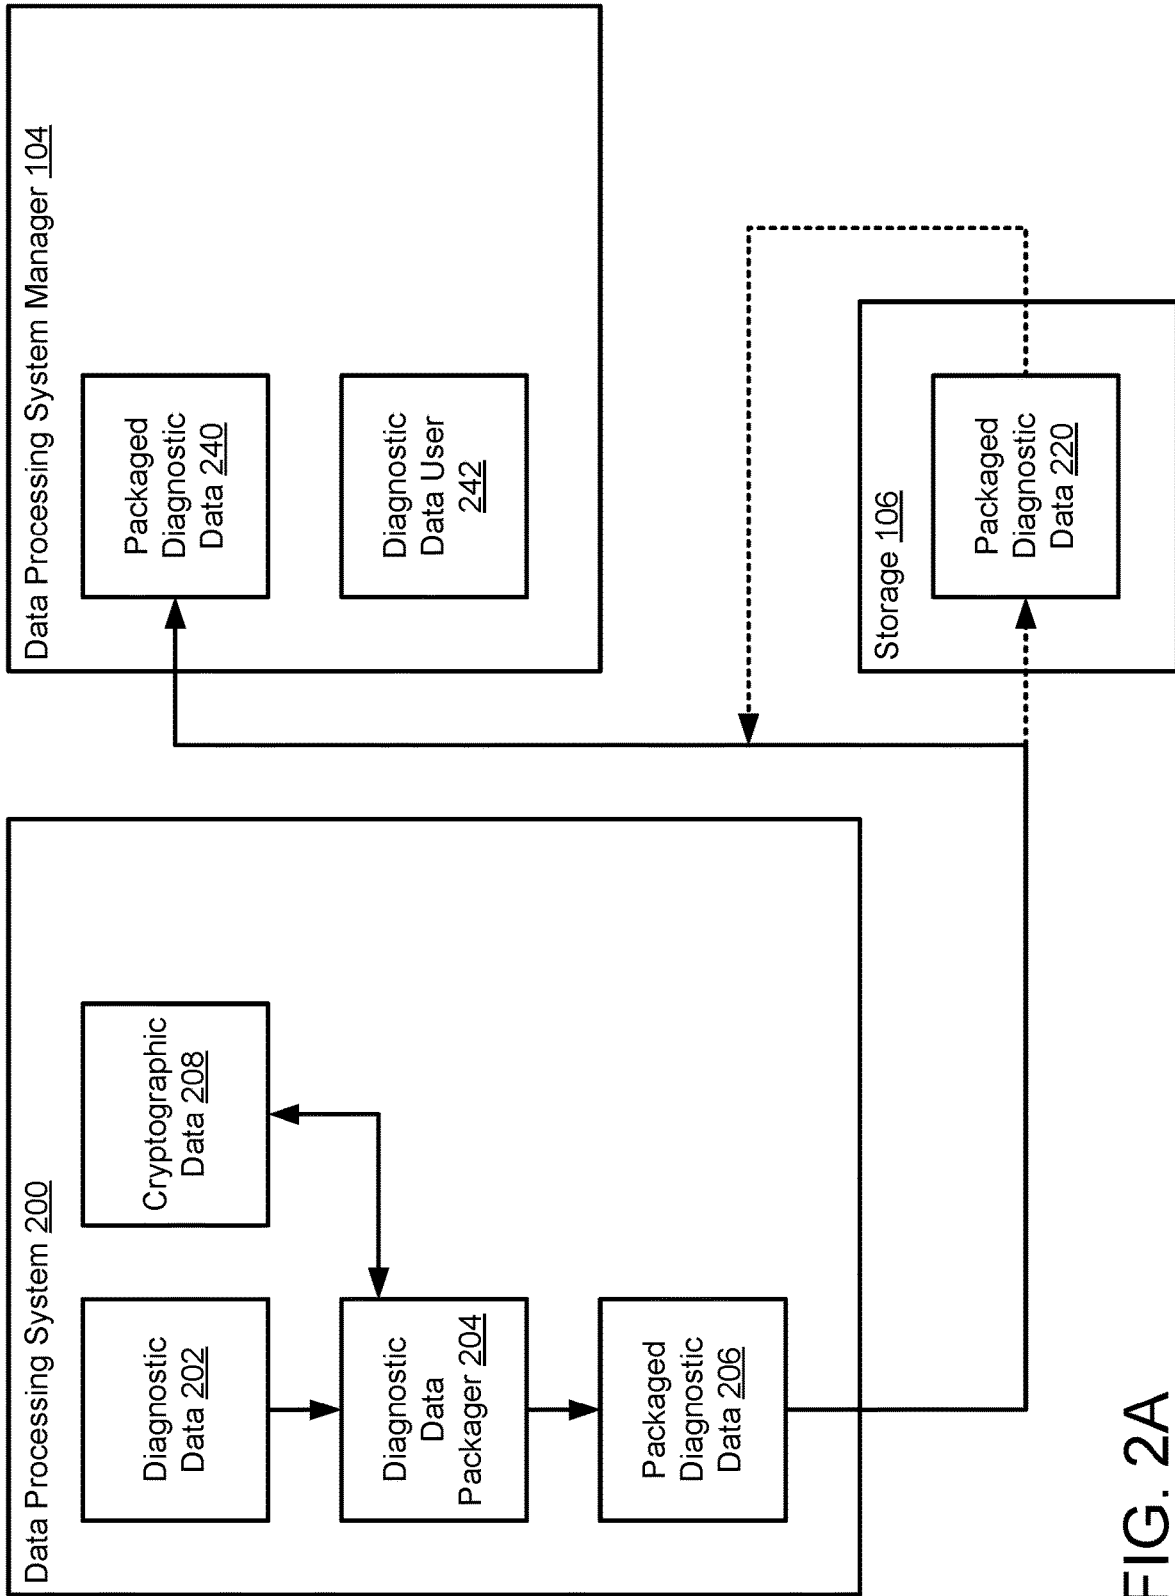 Data Processing System 200
Diagnostic
Data 202
Cryptographic
Data 208
Diagnostic
Data
Packager 204
Packaged
Diagnostic
Data 206
Data Processing System Manager 104
Packaged
Diagnostic
Data 240
Diagnostic
Data User
242
Storage 106
Packaged
Diagnostic
Data 220
FIG. 2A